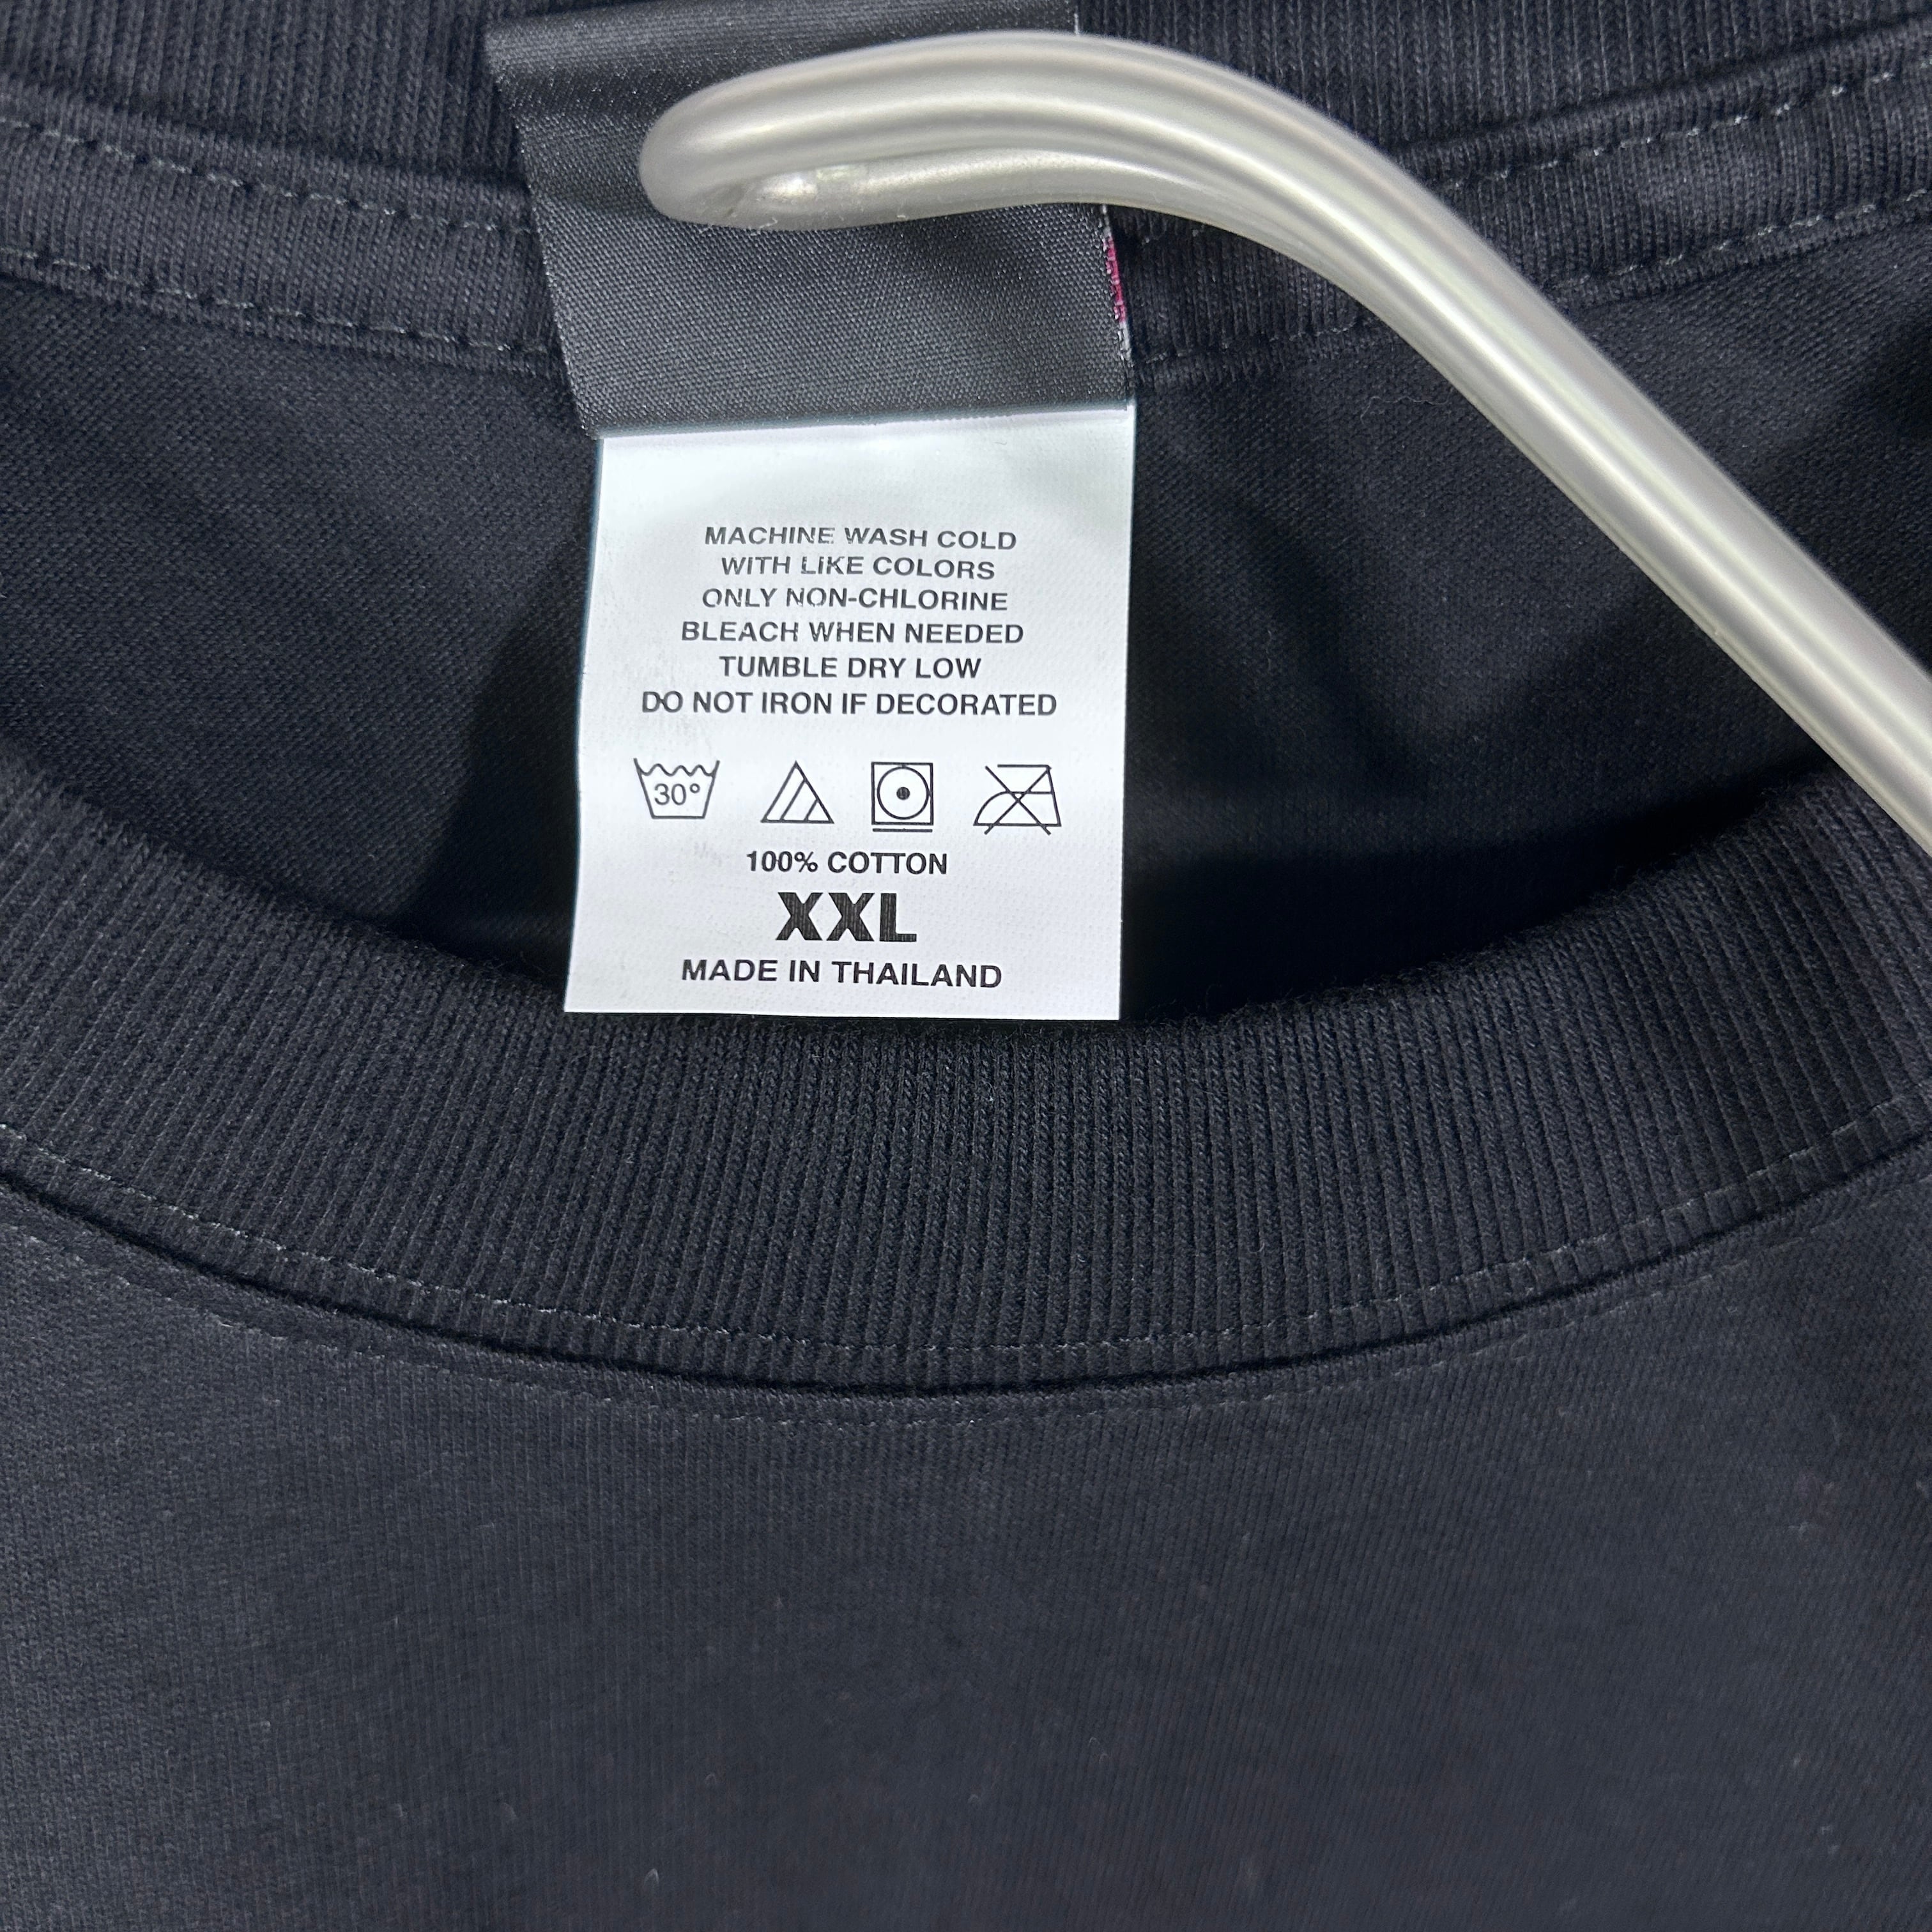 MACHINE WASH COLD
WITH LIKE COLORS
ONLY NON-CHLORINE
BLEACH WHEN NEEDED
TUMBLE DRY LOW
DO NOT IRON IF DECORATED
30°
100% COTTON
XXL
MADE IN THAILAND